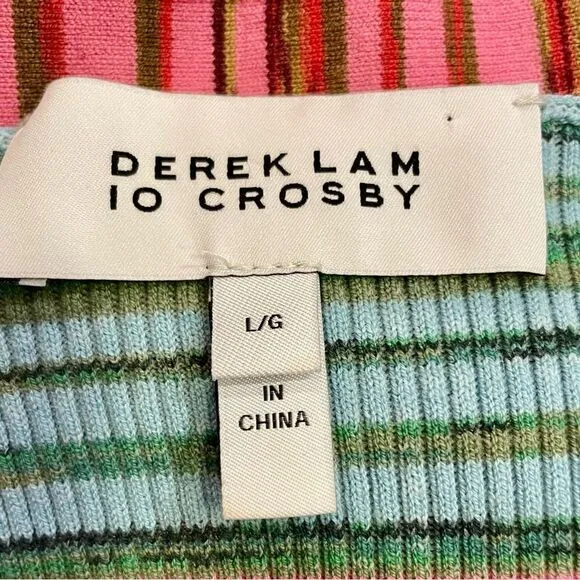 DEREK LAM
10 CROSBY
L/G
IN
CHINA